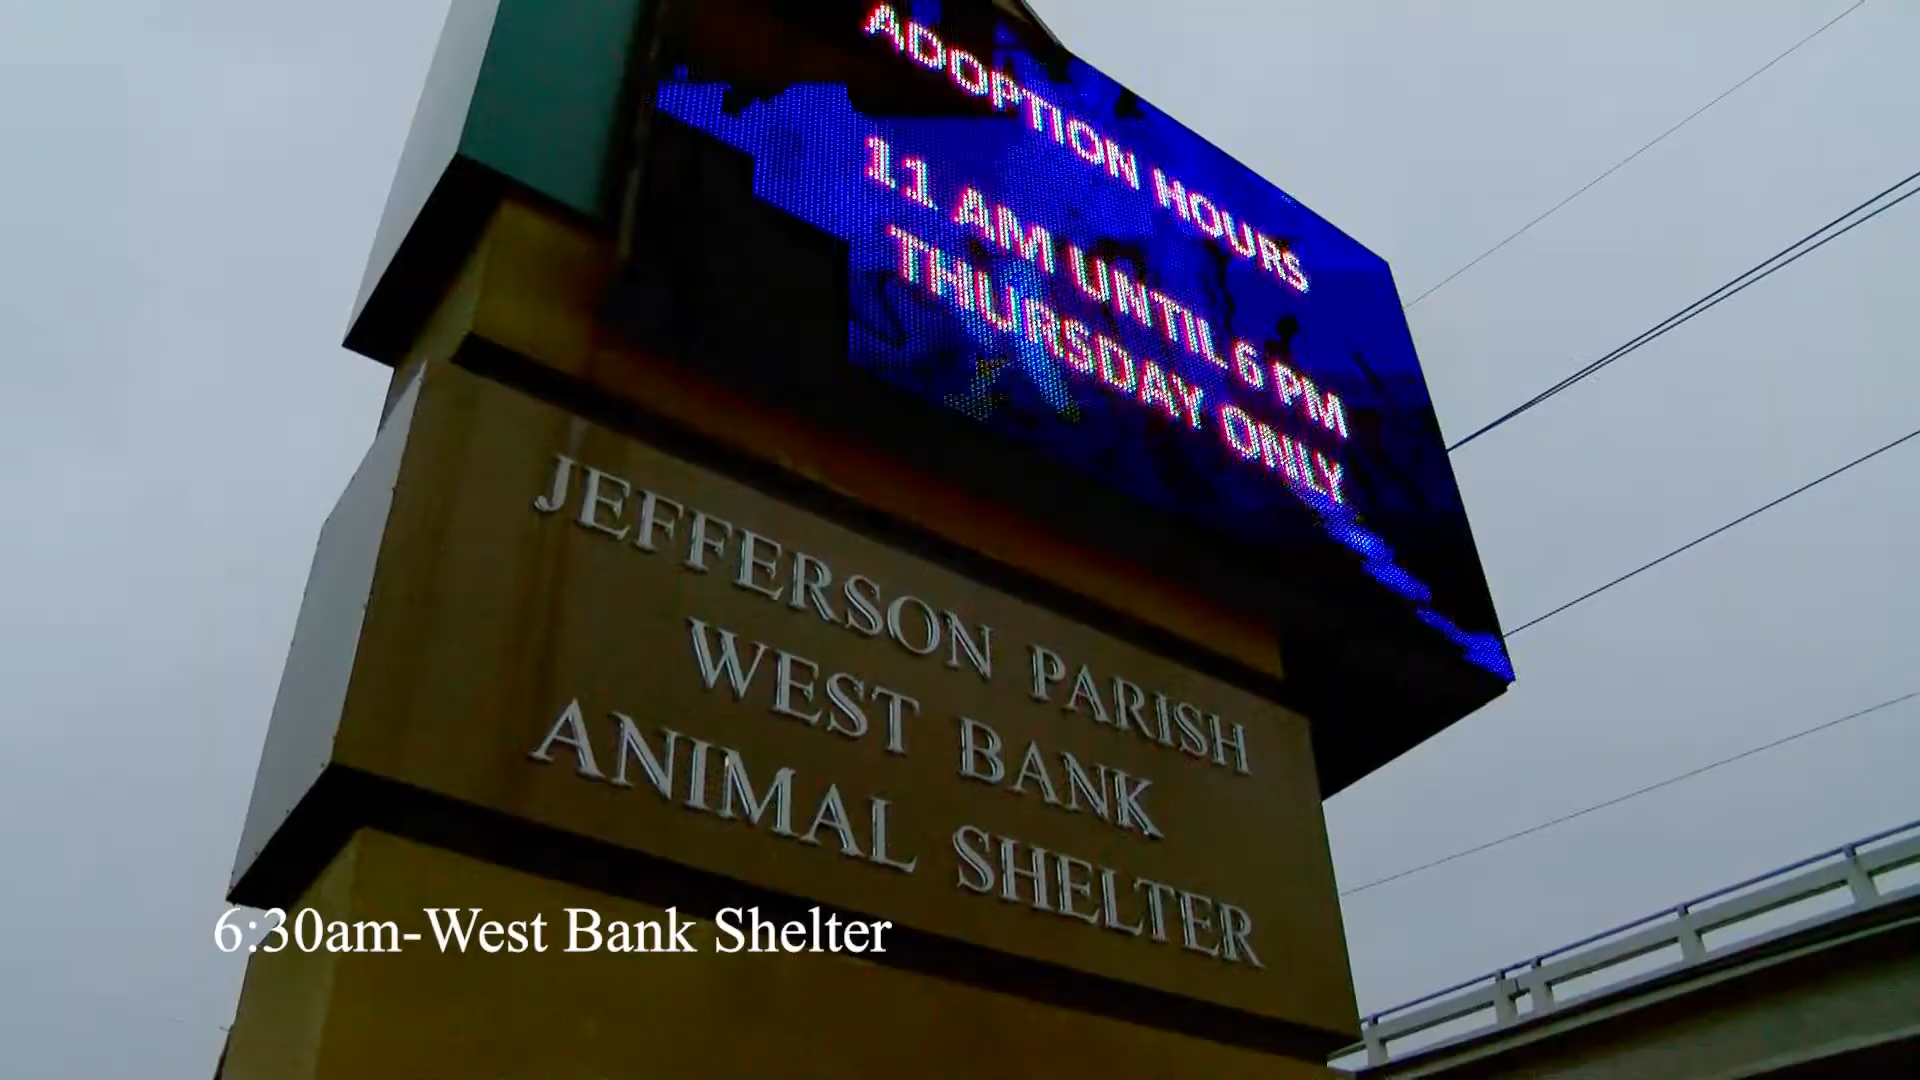 ADOPTION HOURS
11 AM UNTIL 6 PM
THURSDAY ONLY
JEFFERSON PARISH
WEST BANK
ANIMAL SHELTER
6:30am-West Bank Shelter